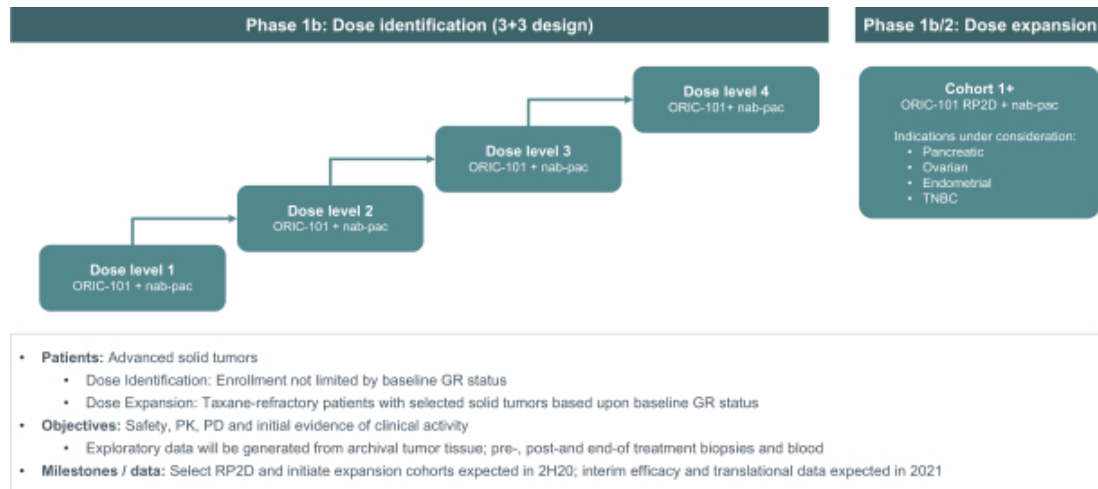 Phase 1b: Dose identification (3+3 design)
Phase 1b/2: Dose expansion
Dose level 1
ORIC-101 + nab-pac
Dose level 2
ORIC-101 + nab-pac
Dose level 3
ORIC-101 + nab-pac
Dose level 4
ORIC-101+ nab-pac
Cohort 1+
ORIC-101 RP2D + nab-pac
Indications under consideration:
• Pancreatic
• Ovarian
• Endometrial
• TNBC
• Patients: Advanced solid tumors
• Dose Identification: Enrollment not limited by baseline GR status
• Dose Expansion: Taxane-refractory patients with selected solid tumors based upon baseline GR status
• Objectives: Safety, PK, PD and initial evidence of clinical activity
• Exploratory data will be generated from archival tumor tissue; pre-, post-and end-of treatment biopsies and blood
• Milestones / data: Select RP2D and initiate expansion cohorts expected in 2H20; interim efficacy and translational data expected in 2021